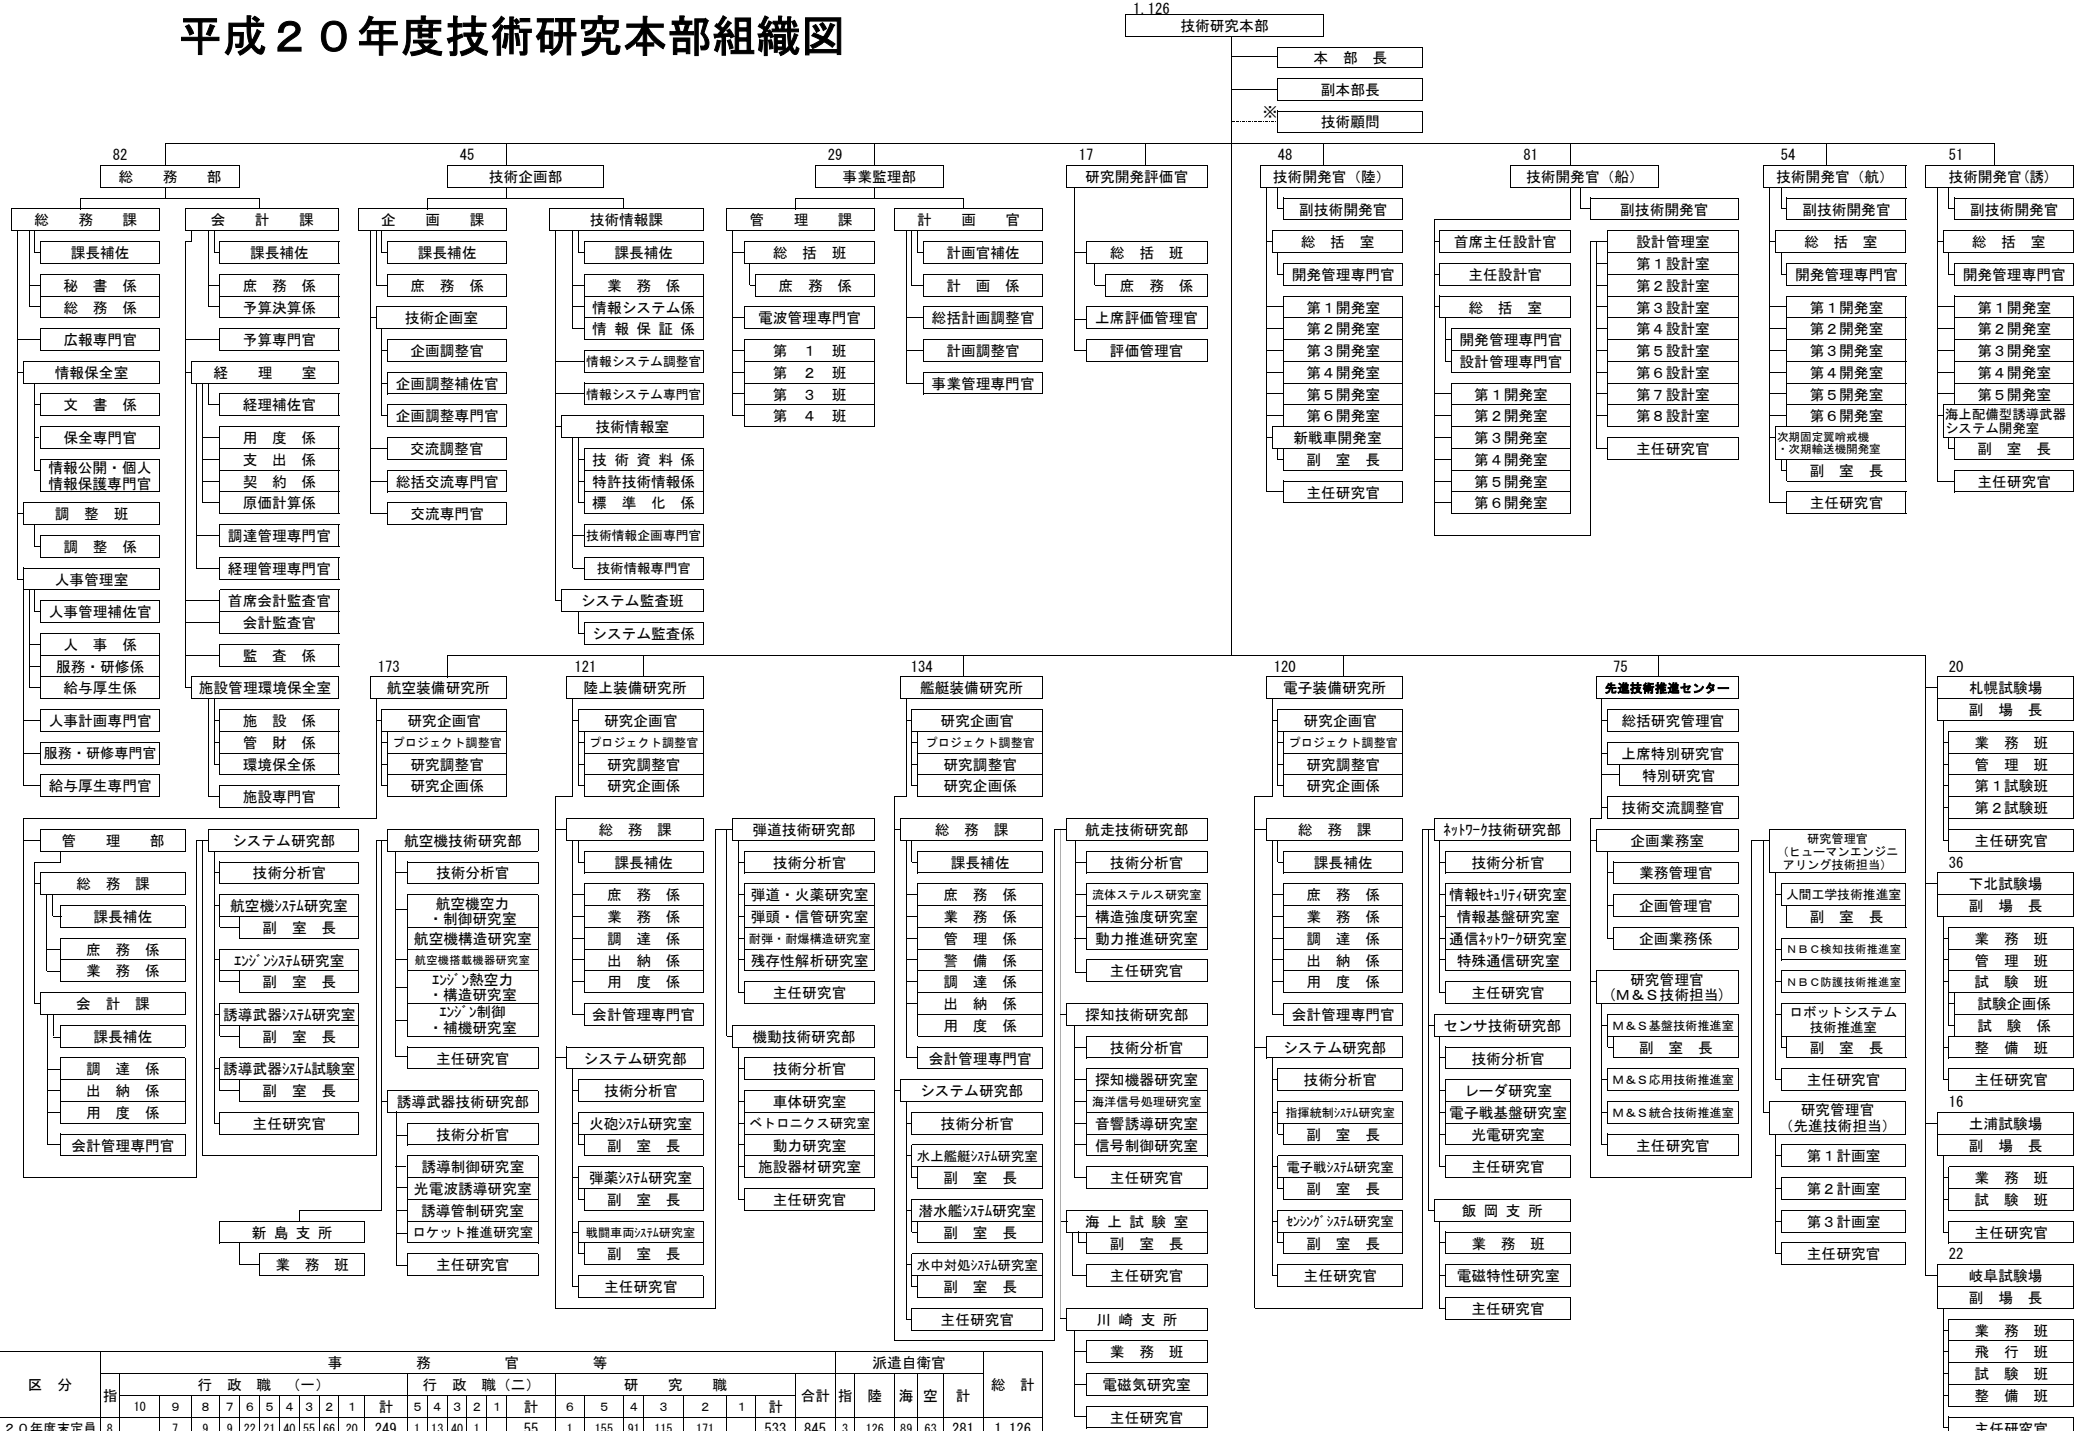 平成２０年度技術研究本部組織図
1,126
技術研究本部
本　部　長
副本部長
※
技術顧問
82
総　務　部
総　務　課
課長補佐
秘　書　係
総　務　係
広報専門官
情報保全室
文　書　係
保全専門官
情報公開・個人
情報保護専門官
調　整　班
調　整　係
人事管理室
人事管理補佐官
人　事　係
服務・研修係
給与厚生係
人事計画専門官
服務・研修専門官
給与厚生専門官
会　計　課
課長補佐
庶　務　係
予算決算係
予算専門官
経　理　室
経理補佐官
用　度　係
支　出　係
契　約　係
原価計算係
調達管理専門官
経理管理専門官
首席会計監査官
会計監査官
監　査　係
施設管理環境保全室
施　設　係
管　財　係
環境保全係
施設専門官
45
技術企画部
企　画　課
課長補佐
庶　務　係
技術企画室
企画調整官
企画調整補佐官
企画調整専門官
交流調整官
総括交流専門官
交流専門官
技術情報課
課長補佐
業　務　係
情報システム係
情 報 保 証 係
情報システム調整官
情報システム専門官
技術情報室
技 術 資 料 係
特許技術情報係
標　準　化　係
技術情報企画専門官
技術情報専門官
システム監査班
システム監査係
29
事業監理部
管　理　課
総　括　班
庶　務　係
電波管理専門官
第　１　班
第　２　班
第　３　班
第　４　班
計　画　官
計画官補佐
計　画　係
総括計画調整官
計画調整官
事業管理専門官
17
研究開発評価官
総　括　班
庶　務　係
上席評価管理官
評価管理官
48
技術開発官（陸）
副技術開発官
総　括　室
開発管理専門官
第１開発室
第２開発室
第３開発室
第４開発室
第５開発室
第６開発室
新戦車開発室
副　室　長
主任研究官
81
技術開発官（船）
副技術開発官
首席主任設計官
主任設計官
総　括　室
開発管理専門官
設計管理専門官
第１開発室
第２開発室
第３開発室
第４開発室
第５開発室
第６開発室
設計管理室
第１設計室
第２設計室
第３設計室
第４設計室
第５設計室
第６設計室
第７設計室
第８設計室
主任研究官
54
技術開発官（航）
副技術開発官
総　括　室
開発管理専門官
第１開発室
第２開発室
第３開発室
第４開発室
第５開発室
第６開発室
次期固定翼哨戒機
・次期輸送機開発室
副　室　長
主任研究官
51
技術開発官(誘)
副技術開発官
総　括　室
開発管理専門官
第１開発室
第２開発室
第３開発室
第４開発室
第５開発室
海上配備型誘導武器
システム開発室
副　室　長
主任研究官
173
航空装備研究所
研究企画官
プロジェクト調整官
研究調整官
研究企画係
管　理　部
総　務　課
課長補佐
庶　務　係
業　務　係
会　計　課
課長補佐
調　達　係
出　納　係
用　度　係
会計管理専門官
システム研究部
技術分析官
航空機ｼｽﾃﾑ研究室
副　室　長
ｴﾝｼﾞﾝｼｽﾃﾑ研究室
副　室　長
誘導武器ｼｽﾃﾑ研究室
副　室　長
誘導武器ｼｽﾃﾑ試験室
副　室　長
主任研究官
航空機技術研究部
技術分析官
航空機空力
・制御研究室
航空機構造研究室
航空機搭載機器研究室
ｴﾝｼﾞﾝ熱空力
・構造研究室
ｴﾝｼﾞﾝ制御
・補機研究室
主任研究官
誘導武器技術研究部
技術分析官
誘導制御研究室
光電波誘導研究室
誘導管制研究室
ロケット推進研究室
主任研究官
新 島 支 所
業　務　班
121
陸上装備研究所
研究企画官
プロジェクト調整官
研究調整官
研究企画係
総　務　課
課長補佐
庶　務　係
業　務　係
調　達　係
出　納　係
用　度　係
会計管理専門官
システム研究部
技術分析官
火砲ｼｽﾃﾑ研究室
副　室　長
弾薬ｼｽﾃﾑ研究室
副　室　長
戦闘車両ｼｽﾃﾑ研究室
副　室　長
主任研究官
弾道技術研究部
技術分析官
弾道・火薬研究室
弾頭・信管研究室
耐弾・耐爆構造研究室
残存性解析研究室
主任研究官
機動技術研究部
技術分析官
車体研究室
ベトロニクス研究室
動力研究室
施設器材研究室
主任研究官
134
艦艇装備研究所
研究企画官
プロジェクト調整官
研究調整官
研究企画係
総　務　課
課長補佐
庶　務　係
業　務　係
管　理　係
警　備　係
調　達　係
出　納　係
用　度　係
会計管理専門官
システム研究部
技術分析官
水上艦艇ｼｽﾃﾑ研究室
副　室　長
潜水艦ｼｽﾃﾑ研究室
副　室　長
水中対処ｼｽﾃﾑ研究室
副　室　長
主任研究官
航走技術研究部
技術分析官
流体ステルス研究室
構造強度研究室
動力推進研究室
主任研究官
探知技術研究部
技術分析官
探知機器研究室
海洋信号処理研究室
音響誘導研究室
信号制御研究室
主任研究官
海 上 試 験 室
副　室　長
主任研究官
川 崎 支 所
業　務　班
電磁気研究室
主任研究官
120
電子装備研究所
研究企画官
プロジェクト調整官
研究調整官
研究企画係
総　務　課
課長補佐
庶　務　係
業　務　係
調　達　係
出　納　係
用　度　係
会計管理専門官
システム研究部
技術分析官
指揮統制ｼｽﾃﾑ研究室
副　室　長
電子戦ｼｽﾃﾑ研究室
副　室　長
ｾﾝｼﾝｸﾞｼｽﾃﾑ研究室
副　室　長
主任研究官
ﾈｯﾄﾜｰｸ技術研究部
技術分析官
情報ｾｷｭﾘﾃｨ研究室
情報基盤研究室
通信ﾈｯﾄﾜｰｸ研究室
特殊通信研究室
主任研究官
センサ技術研究部
技術分析官
レーダ研究室
電子戦基盤研究室
光電研究室
主任研究官
飯 岡 支 所
業　務　班
電磁特性研究室
主任研究官
75
先進技術推進センター
総括研究管理官
上席特別研究官
特別研究官
技術交流調整官
企画業務室
業務管理官
企画管理官
企画業務係
研究管理官
（Ｍ＆Ｓ技術担当）
Ｍ＆Ｓ基盤技術推進室
副　室　長
Ｍ＆Ｓ応用技術推進室
Ｍ＆Ｓ統合技術推進室
主任研究官
研究管理官
（ヒューマンエンジニ
アリング技術担当）
人間工学技術推進室
副　室　長
ＮＢＣ検知技術推進室
ＮＢＣ防護技術推進室
ロボットシステム
技術推進室
副　室　長
主任研究官
研究管理官
（先進技術担当）
第１計画室
第２計画室
第３計画室
主任研究官
20
札幌試験場
副　場　長
業　務　班
管　理　班
第１試験班
第２試験班
主任研究官
36
下北試験場
副　場　長
業　務　班
管　理　班
試　験　班
試験企画係
試　験　係
整　備　班
主任研究官
16
土浦試験場
副　場　長
業　務　班
試　験　班
主任研究官
22
岐阜試験場
副　場　長
業　務　班
飛　行　班
試　験　班
整　備　班
主任研究官
区　分　事　務　官　等　派遣自衛官　総　計
指　行　政　職　（一）　行　政　職（二）　研　究　職　合計　指　陸　海　空　計
10 9 8 7 6 5 4 3 2 1 計 5 4 3 2 1 計 6 5 4 3 2 1 計
２０年度末定員 8 7 9 9 22 21 40 55 66 20 249 1 13 40 1 55 1 155 91 115 171 533 845 3 126 89 63 281 1,126